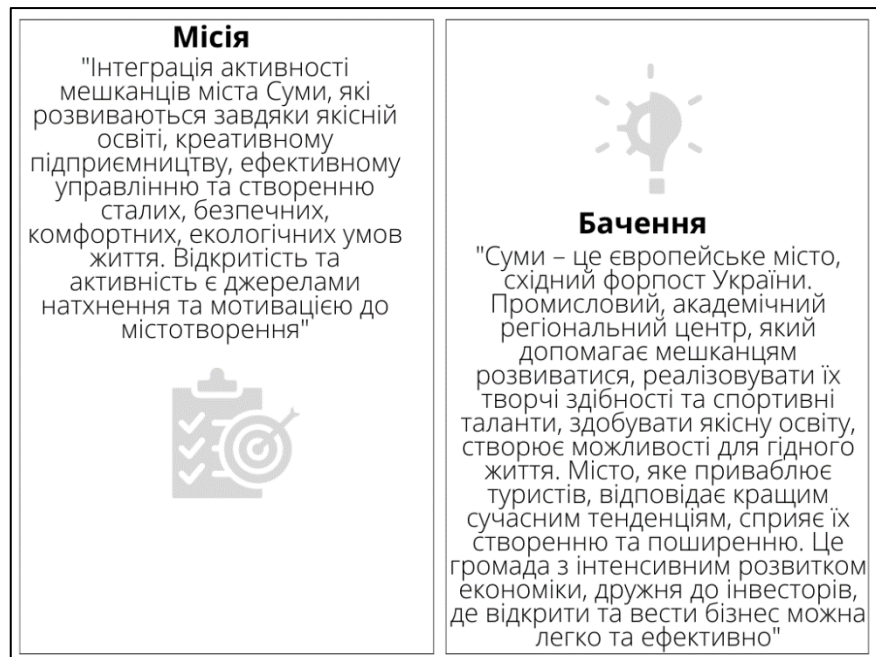 Місія
"Інтеграція активності
мешканців міста Суми, які
розвиваються завдяки якісній
освіті, креативному
підприємництву, ефективному
управлінню та створенню
сталих, безпечних,
комфортних, екологічних умов
життя. Відкритість та
активність є джерелами
натхнення та мотивацією до
містотворення"
Бачення
"Суми – це європейське місто,
східний форпост України.
Промисловий, академічний
регіональний центр, який
допомагає мешканцям
розвиватися, реалізовувати їх
творчі здібності та спортивні
таланти, здобувати якісну освіту,
створює можливості для гідного
життя. Місто, яке приваблює
туристів, відповідає кращим
сучасним тенденціям, сприяє їх
створенню та поширенню. Це
громада з інтенсивним розвитком
економіки, дружня до інвесторів,
де відкрити та вести бізнес можна
легко та ефективно"